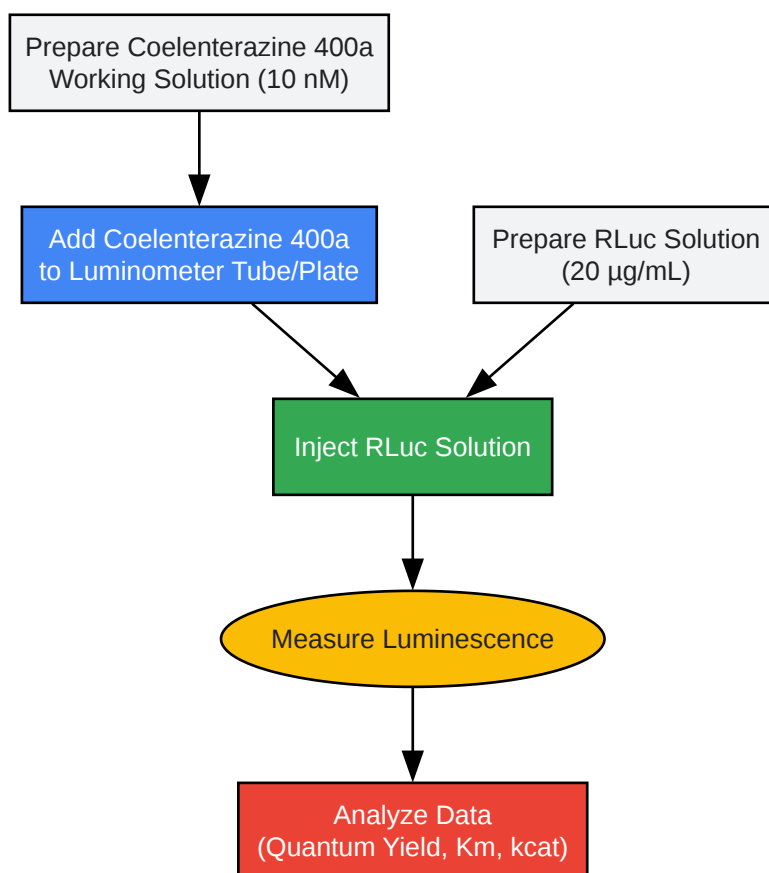 Prepare Coelenterazine 400a
Working Solution (10 nM)
Add Coelenterazine 400a
to Luminometer Tube/Plate
Prepare RLuc Solution
(20 µg/mL)
Inject RLuc Solution
Measure Luminescence
Analyze Data
(Quantum Yield, Km, kcat)